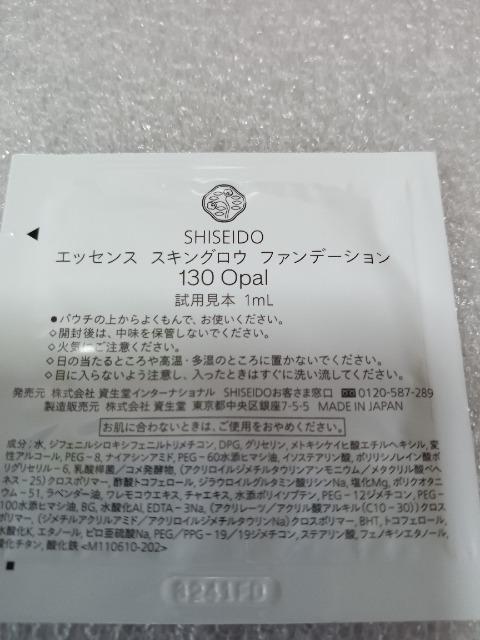 SHISEIDO
エッセンス スキングロウ ファンデーション
130 Opal
試用見本 1mL
●パウチの上からよくもんで、お使いください。
◇開封後は、中味を保管しないでください。
◇火気にご注意ください。
◇日の当たるところや高温・多湿のところに置かないでください。
◇目に入らないよう注意し、入ったときはすぐに洗い流してください。
発売元 株式会社 資生堂インターナショナル SHISEIDOお客さま窓口 0120-587-289
製造販売元 株式会社 資生堂 東京都中央区銀座7-5-5 MADE IN JAPAN
お肌に合わないときは、ご使用をおやめください。
成分:水, ジフェニルシロキシフェニルトリメチコン, DPG, グリセリン, メトキシケイヒ酸エチルヘキシル, 変
性アルコール, PEG-8, ナイアシンアミド, PEG-60水添ヒマシ油, イソステアリン酸, ポリリシノレイン酸ポ
リグリセリル-6, 乳酸桿菌/コメ発酵物, (アクリロイルジメチルタウリンアンモニウム/メタクリル酸ベヘ
ネス-25)クロスポリマー, 酢酸トコフェロール, ジラウロイルグルタミン酸リシンNa, 塩化Mg, ポリクオタニ
ウム-51, ラベンダー油, ワレモコウエキス, チャエキス, 水添ポリイソブテン, PEG-12ジメチコン, PEG-
100水添ヒマシ油, BG, 水酸化Al, EDTA-3Na, (アクリレーツ/アクリル酸アルキル(C10-30))クロス
ポリマー, (ジメチルアクリルアミド/アクリロイルジメチルタウリンNa)クロスポリマー, BHT, トコフェロール,
水酸化K, エタノール, ピロ亜硫酸Na, PEG/PPG-19/19ジメチコン, ステアリン酸, フェノキシエタノール,
酸化チタン, 酸化鉄 <M110610-202>
3241FD